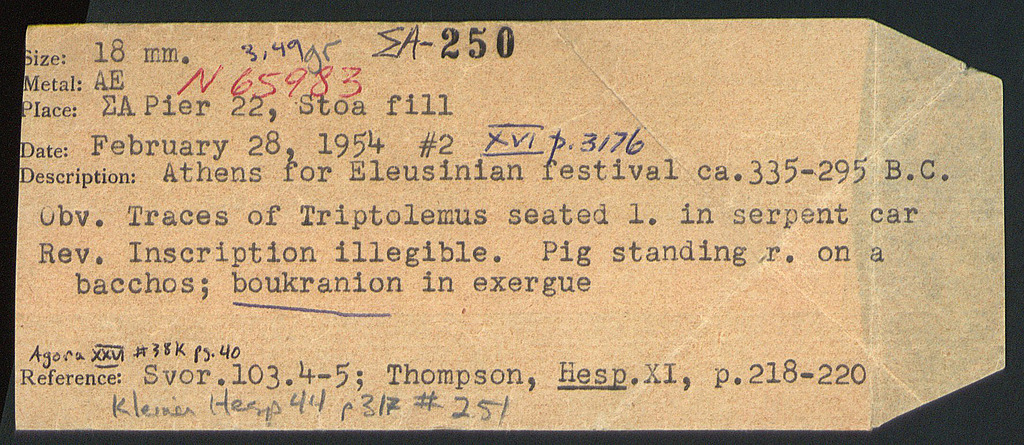 Size: 18 mm. 3,49gr ΣA-250
Metal: AE N 65983
Place: ΣA Pier 22, Stoa fill
Date: February 28, 1954 #2 XVI p.3176
Description: Athens for Eleusinian festival ca.335-295 B.C.
Obv. Traces of Triptolemus seated l. in serpent car
Rev. Inscription illegible. Pig standing r. on a
bacchos; boukranion in exergue
Agora XXVI #38K pg.40
Reference: Svor.103.4-5; Thompson, Hesp.XI, p.218-220
Kleiner Hesp 44 p317 # 251